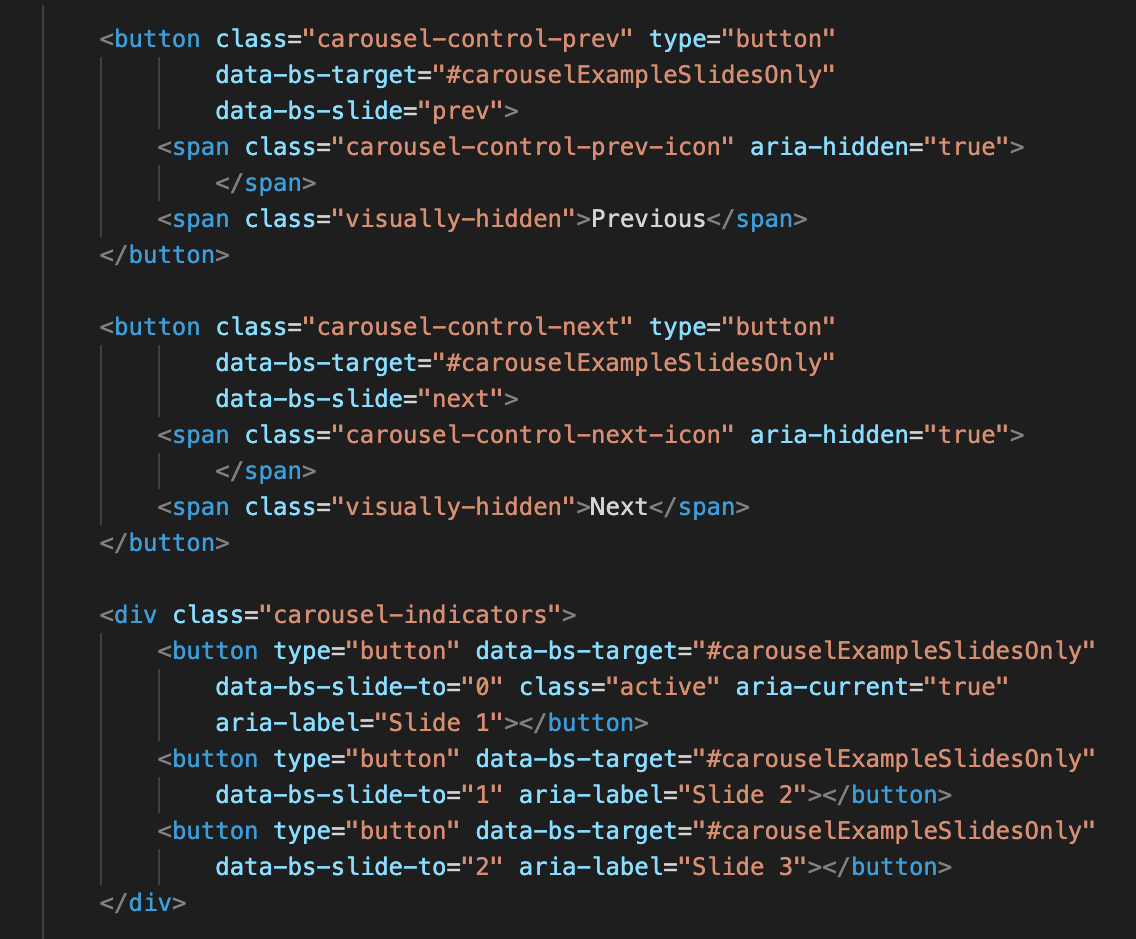 <button class="carousel-control-prev" type="button"
data-bs-target="#carouselExampleSlidesOnly"
data-bs-slide="prev">
<span class="carousel-control-prev-icon" aria-hidden="true">
</span>
<span class="visually-hidden">Previous</span>
</button>
<button class="carousel-control-next" type="button"
data-bs-target="#carouselExampleSlidesOnly"
data-bs-slide="next">
<span class="carousel-control-next-icon" aria-hidden="true">
</span>
<span class="visually-hidden">Next</span>
</button>
<div class="carousel-indicators">
<button type="button" data-bs-target="#carouselExampleSlidesOnly"
data-bs-slide-to="0" class="active" aria-current="true"
aria-label="Slide 1"></button>
<button type="button" data-bs-target="#carouselExampleSlidesOnly"
data-bs-slide-to="1" aria-label="Slide 2"></button>
<button type="button" data-bs-target="#carouselExampleSlidesOnly"
data-bs-slide-to="2" aria-label="Slide 3"></button>
</div>